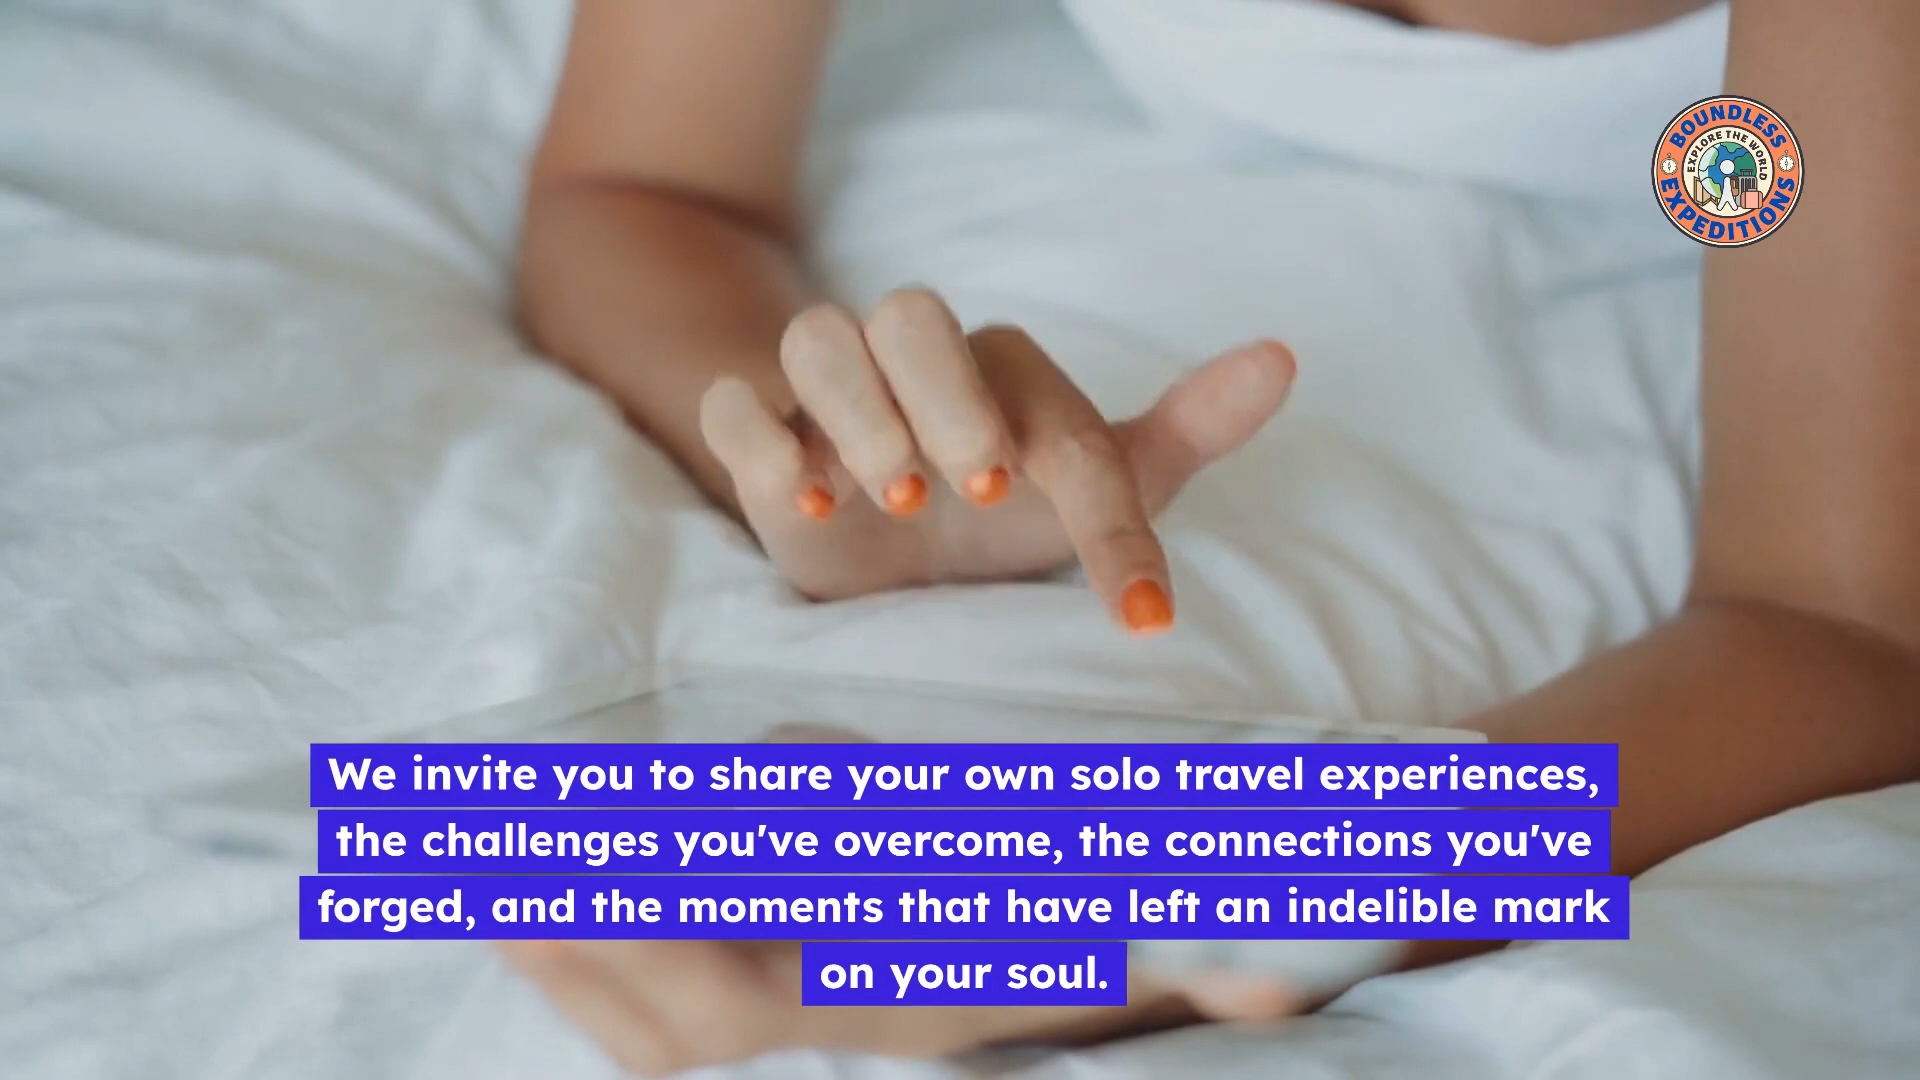 BOUNDLESS
EXPLORE THE WORLD
EXPEDITIONS
We invite you to share your own solo travel experiences,
the challenges you've overcome, the connections you've
forged, and the moments that have left an indelible mark
on your soul.